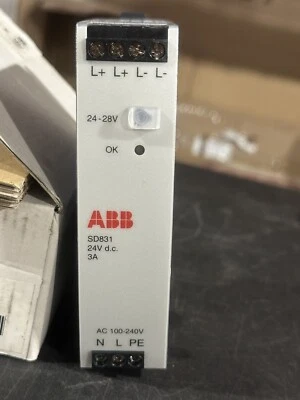 L+ L+ L- L-
24-28V
OK
ABB
SD831
24V d.c.
3A
AC 100-240V
N L PE